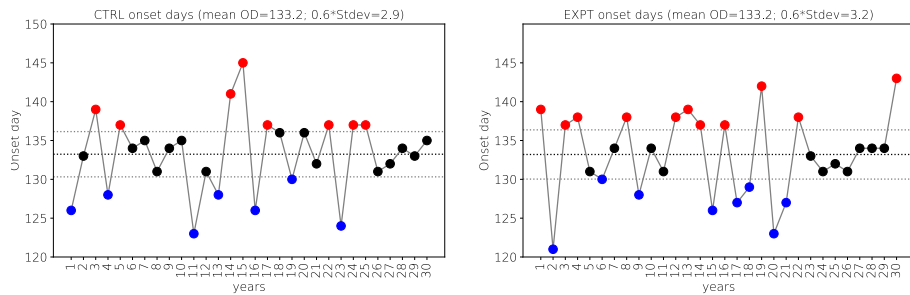 CTRL onset days (mean OD=133.2; 0.6*Stdev=2.9)
150
145
140
135
130
125
120
Unset day
1 2 3 4 5 6 7 8 9 10 11 12 13 14 15 16 17 18 19 20 21 22 23 24 25 26 27 28 29 30
years
EXPT onset days (mean OD=133.2; 0.6*Stdev=3.2)
145
140
135
130
125
120
Onset day
1 2 3 4 5 6 7 8 9 10 11 12 13 14 15 16 17 18 19 20 21 22 23 24 25 26 27 28 29 30
years